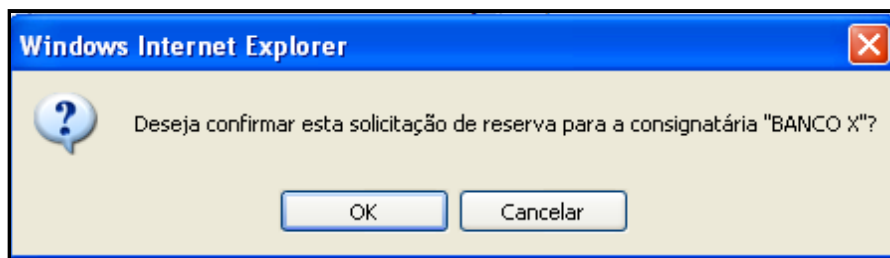 Windows Internet Explorer
Deseja confirmar esta solicitação de reserva para a consignatária "BANCO X"?
OK
Cancelar